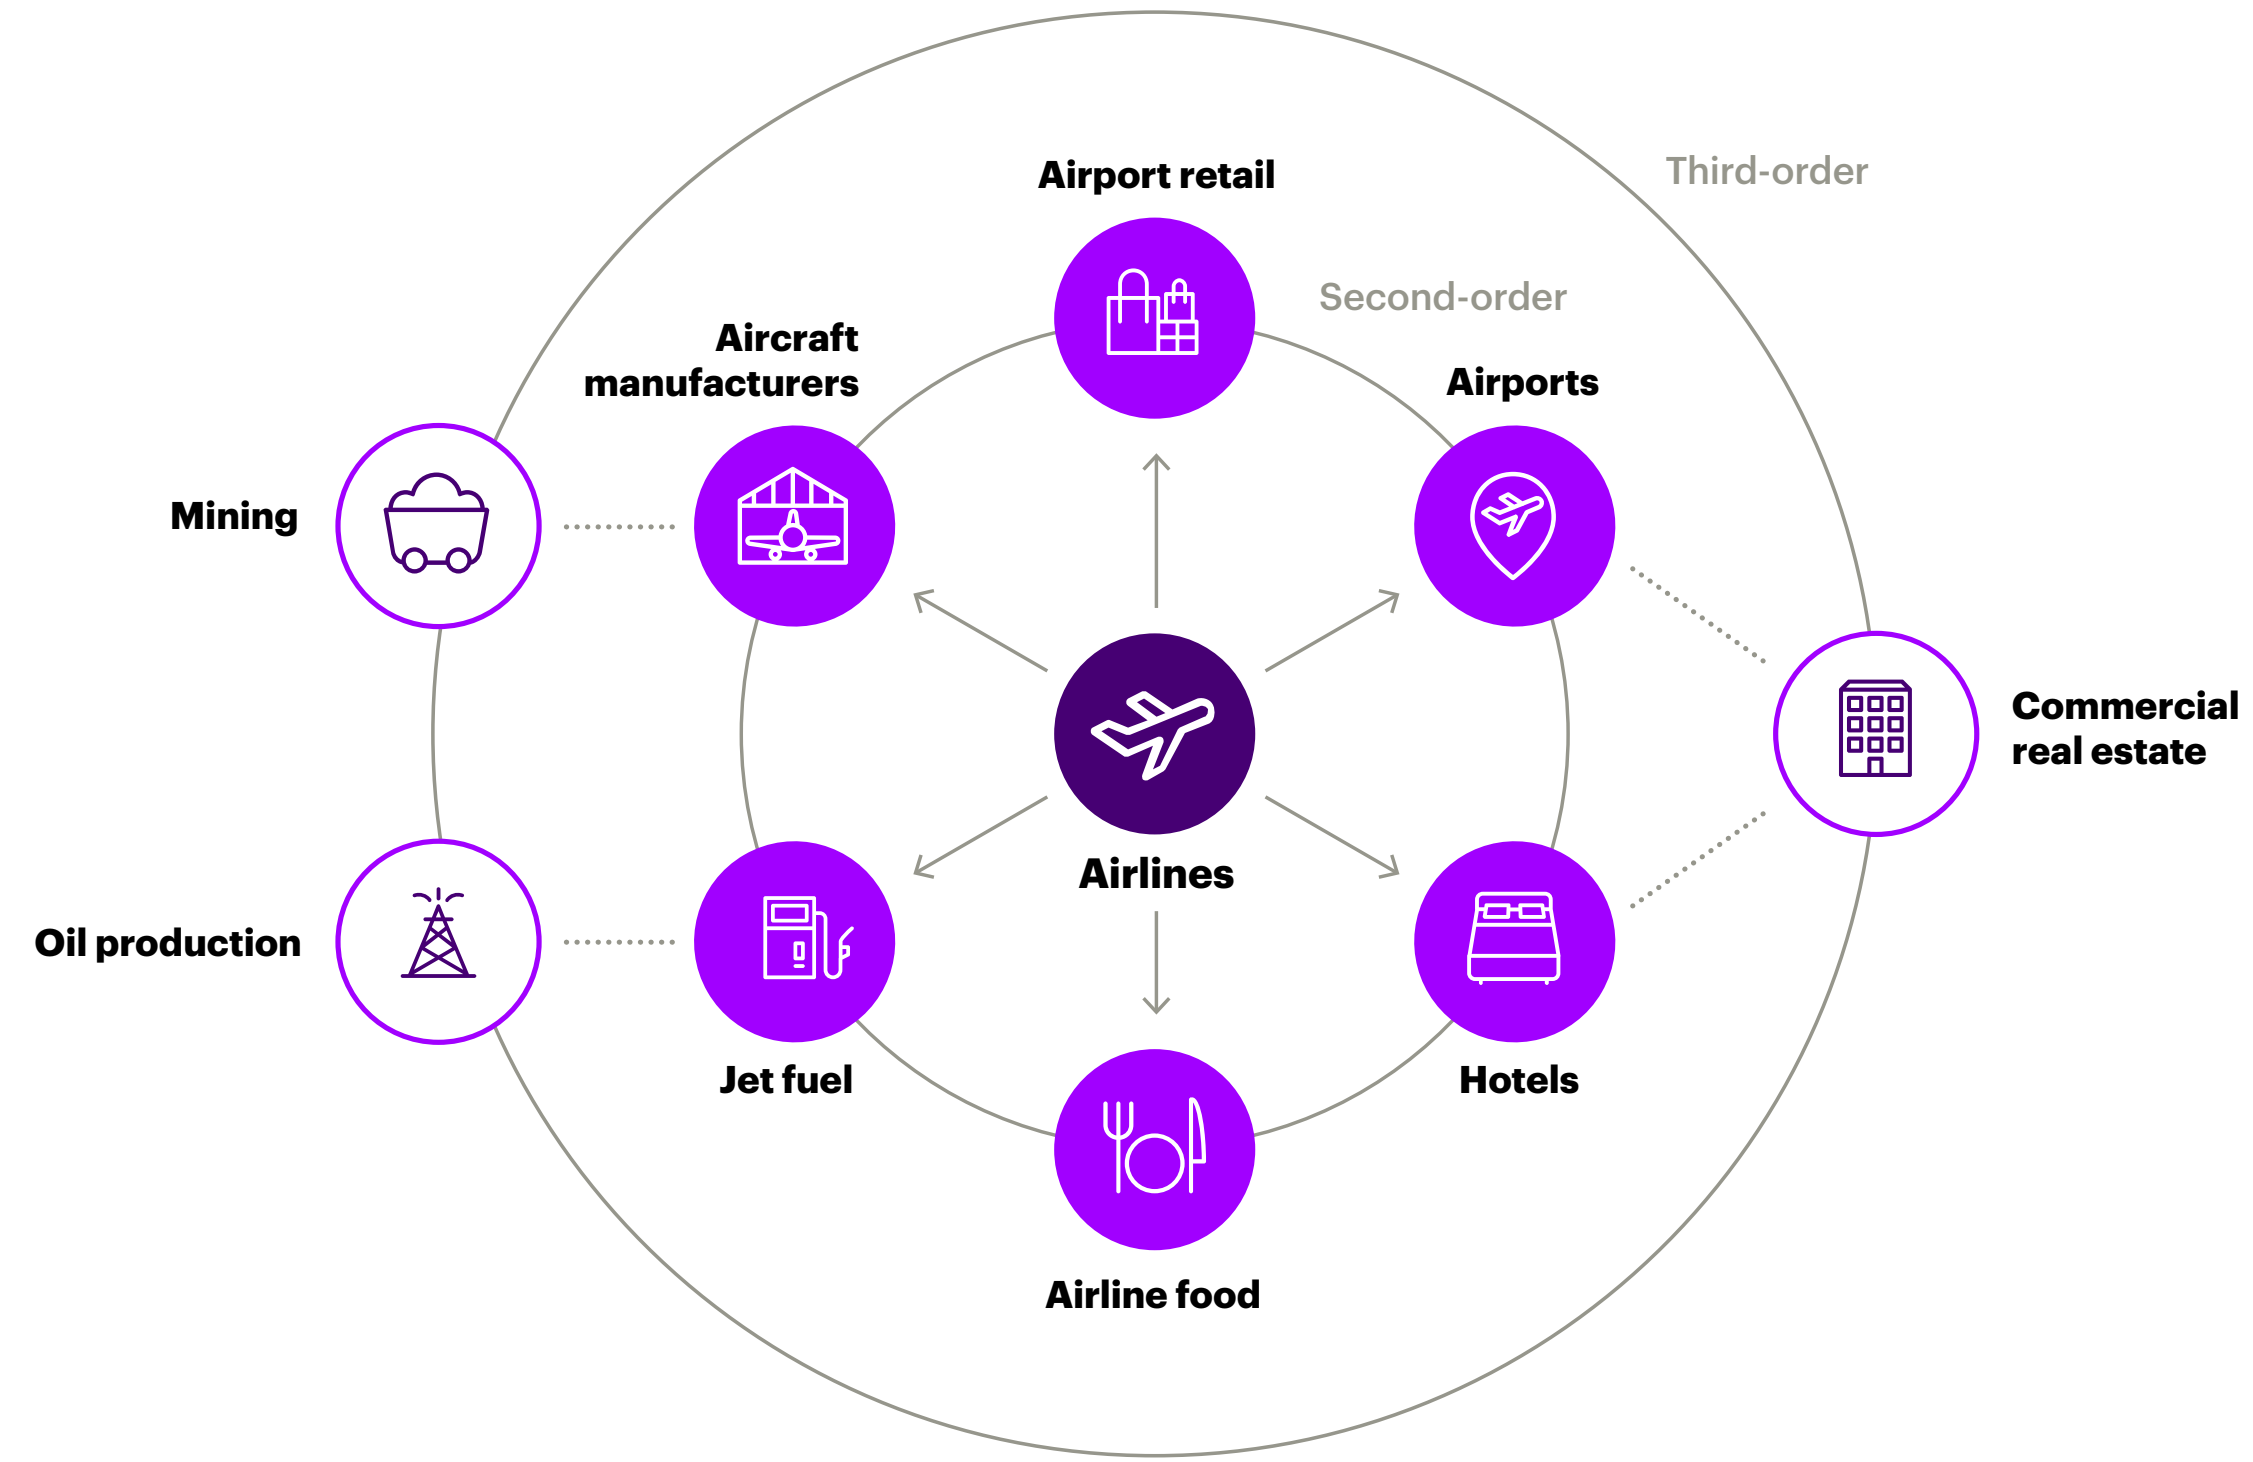 Airport retail
Third-order
Second-order
Aircraft
manufacturers
Airports
Mining
Commercial
real estate
Airlines
Oil production
Jet fuel
Hotels
Airline food